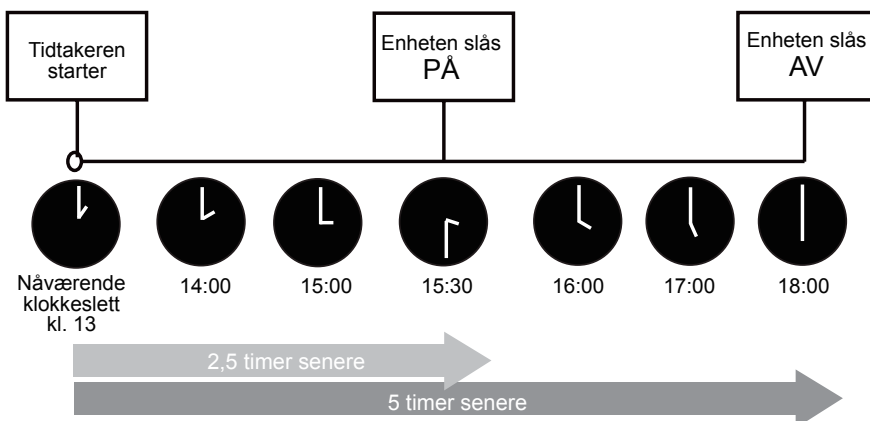 Tidtakeren
starter
Enheten slås
PÅ
Enheten slås
AV
Nåværende
klokkeslett
kl. 13
14:00
15:00
15:30
16:00
17:00
18:00
2,5 timer senere
5 timer senere